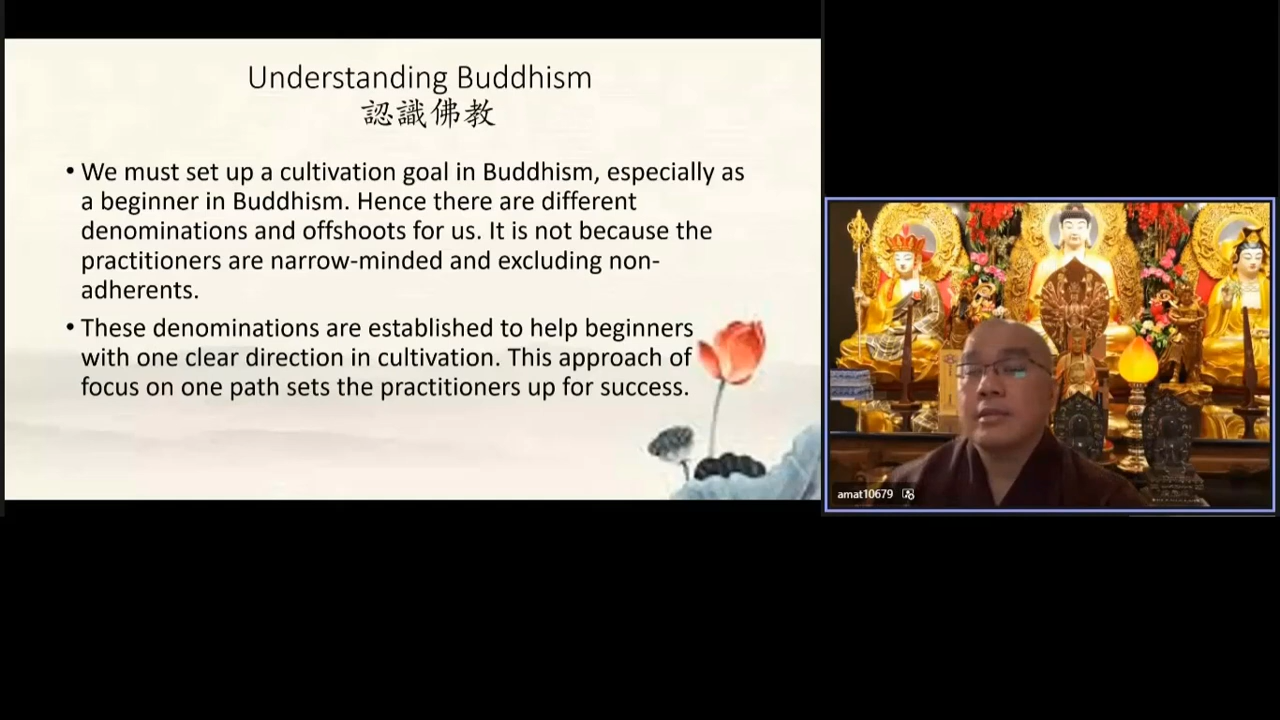 Understanding Buddhism
認識佛教
• We must set up a cultivation goal in Buddhism, especially as
a beginner in Buddhism. Hence there are different
denominations and offshoots for us. It is not because the
practitioners are narrow-minded and excluding non-
adherents.
• These denominations are established to help beginners
with one clear direction in cultivation. This approach of
focus on one path sets the practitioners up for success.
amat10679